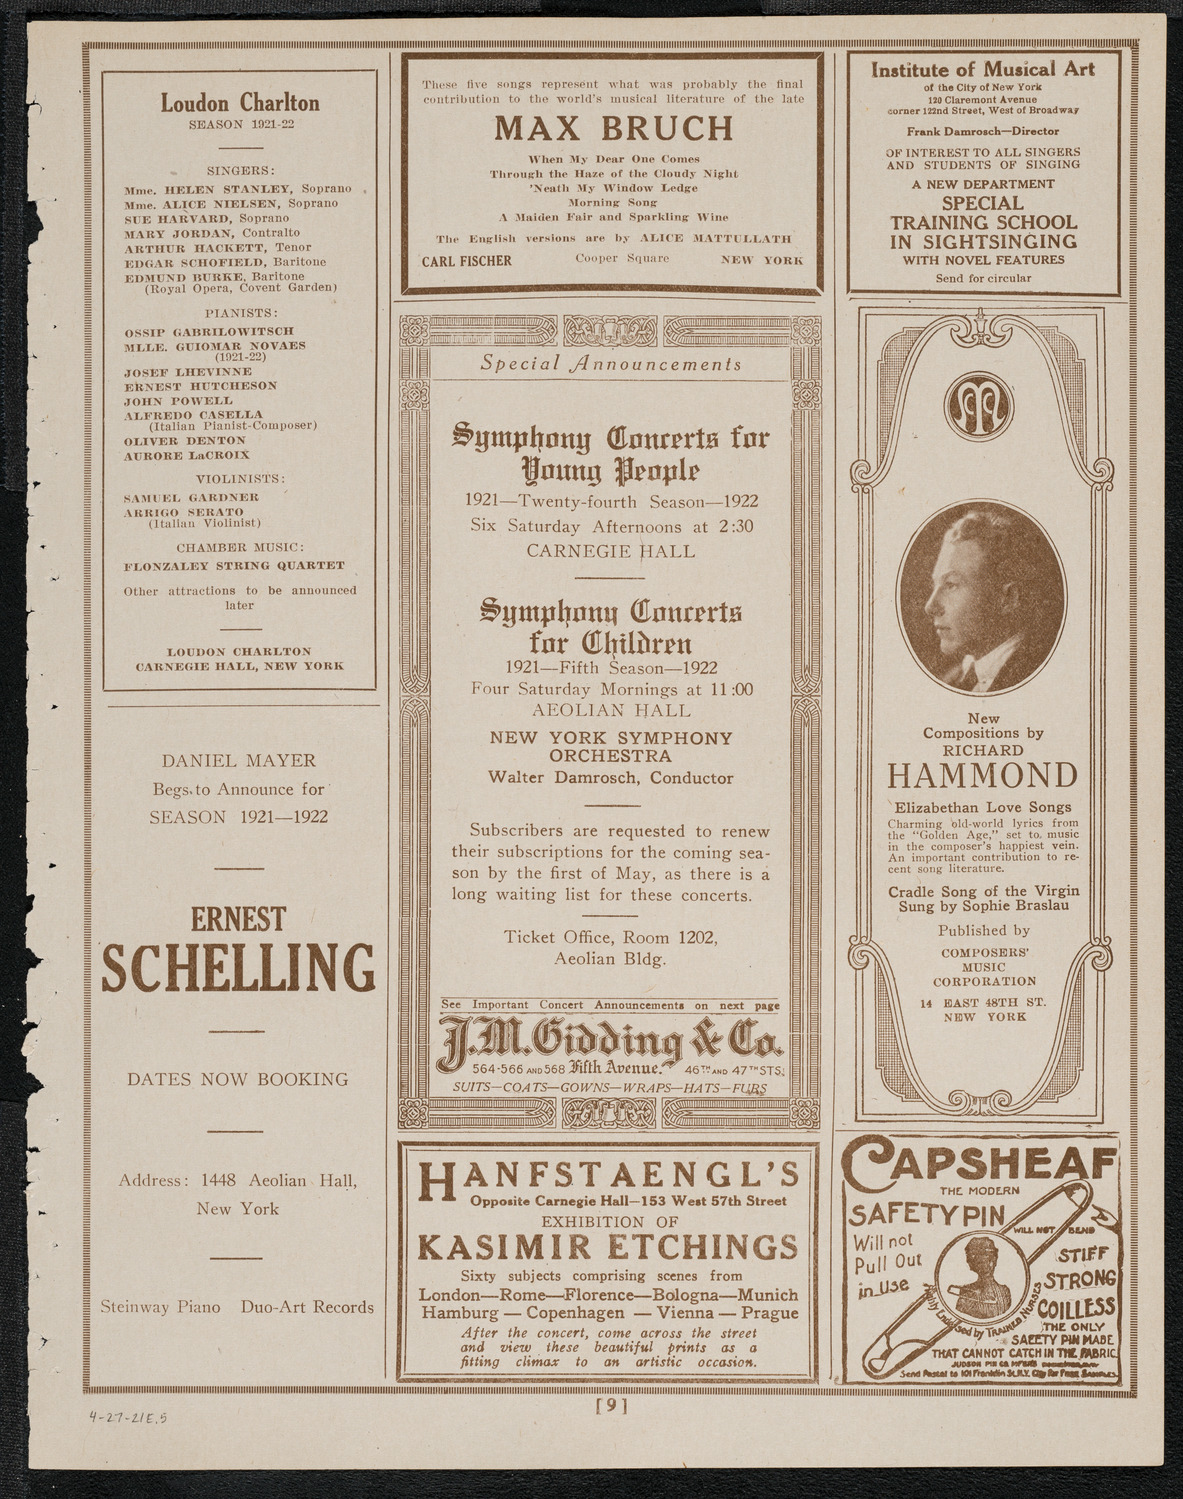 Loudon Charlton
SEASON 1921-22
SINGERS:
Mme. HELEN STANLEY, Soprano
Mme. ALICE NIELSEN, Soprano
SUE HARVARD, Soprano
MARY JORDAN, Contralto
ARTHUR HACKETT, Tenor
EDGAR SCHOFIELD, Baritone
EDMUND BURKE, Baritone
(Royal Opera, Covent Garden)
PIANISTS:
OSSIP GABRILOWITSCH
MLLE. GUIOMAR NOVAES
(1921-22)
JOSEF LHEVINNE
ERNEST HUTCHESON
JOHN POWELL
ALFREDO CASELLA
(Italian Pianist-Composer)
OLIVER DENTON
AURORE LaCROIX
VIOLINISTS:
SAMUEL GARDNER
ARRIGO SERATO
(Italian Violinist)
CHAMBER MUSIC:
FLONZALEY STRING QUARTET
Other attractions to be announced
later
LOUDON CHARLTON
CARNEGIE HALL, NEW YORK
DANIEL MAYER
Begs to Announce for
SEASON 1921—1922
ERNEST
SCHELLING
DATES NOW BOOKING
Address: 1448 Aeolian Hall,
New York
Steinway Piano Duo-Art Records
These five songs represent what was probably the final
contribution to the world's musical literature of the late
MAX BRUCH
When My Dear One Comes
Through the Haze of the Cloudy Night
'Neath My Window Ledge
Morning Song
A Maiden Fair and Sparkling Wine
The English versions are by ALICE MATTULLATH
CARL FISCHER Cooper Square NEW YORK
Special Announcements
Symphony Concerts for
Young People
1921—Twenty-fourth Season—1922
Six Saturday Afternoons at 2:30
CARNEGIE HALL
Symphony Concerts
for Children
1921—Fifth Season—1922
Four Saturday Mornings at 11:00
AEOLIAN HALL
NEW YORK SYMPHONY
ORCHESTRA
Walter Damrosch, Conductor
Subscribers are requested to renew
their subscriptions for the coming sea-
son by the first of May, as there is a
long waiting list for these concerts.
Ticket Office, Room 1202,
Aeolian Bldg.
See Important Concert Announcements on next page
J.M. Gidding & Co.
564-566 AND 568 Fifth Avenue. 46TH AND 47TH STS.
SUITS—COATS—GOWNS—WRAPS—HATS—FURS
HANFSTAENGL'S
Opposite Carnegie Hall—153 West 57th Street
EXHIBITION OF
KASIMIR ETCHINGS
Sixty subjects comprising scenes from
London—Rome—Florence—Bologna—Munich
Hamburg — Copenhagen — Vienna — Prague
After the concert, come across the street
and view these beautiful prints as a
fitting climax to an artistic occasion.
Institute of Musical Art
of the City of New York
120 Claremont Avenue
corner 122nd Street, West of Broadway
Frank Damrosch—Director
OF INTEREST TO ALL SINGERS
AND STUDENTS OF SINGING
A NEW DEPARTMENT
SPECIAL
TRAINING SCHOOL
IN SIGHTSINGING
WITH NOVEL FEATURES
Send for circular
New
Compositions by
RICHARD
HAMMOND
Elizabethan Love Songs
Charming old-world lyrics from
the "Golden Age," set to music
in the composer's happiest vein.
An important contribution to re-
cent song literature.
Cradle Song of the Virgin
Sung by Sophie Braslau
Published by
COMPOSERS'
MUSIC
CORPORATION
14 EAST 48TH ST.
NEW YORK
CAPSHEAF
THE MODERN
SAFETY PIN
WILL NOT BEND
Will not
Pull Out
in Use
STIFF
STRONG
COILLESS
Highly Endorsed by Trained Nurses
THE ONLY
SAFETY PIN MADE
THAT CANNOT CATCH IN THE FABRIC.
JUDSON PIN CO. MFGRS
Send Postal to 101 Franklin St. N.Y. City for Free Samples.
[9]
4-27-21E.5